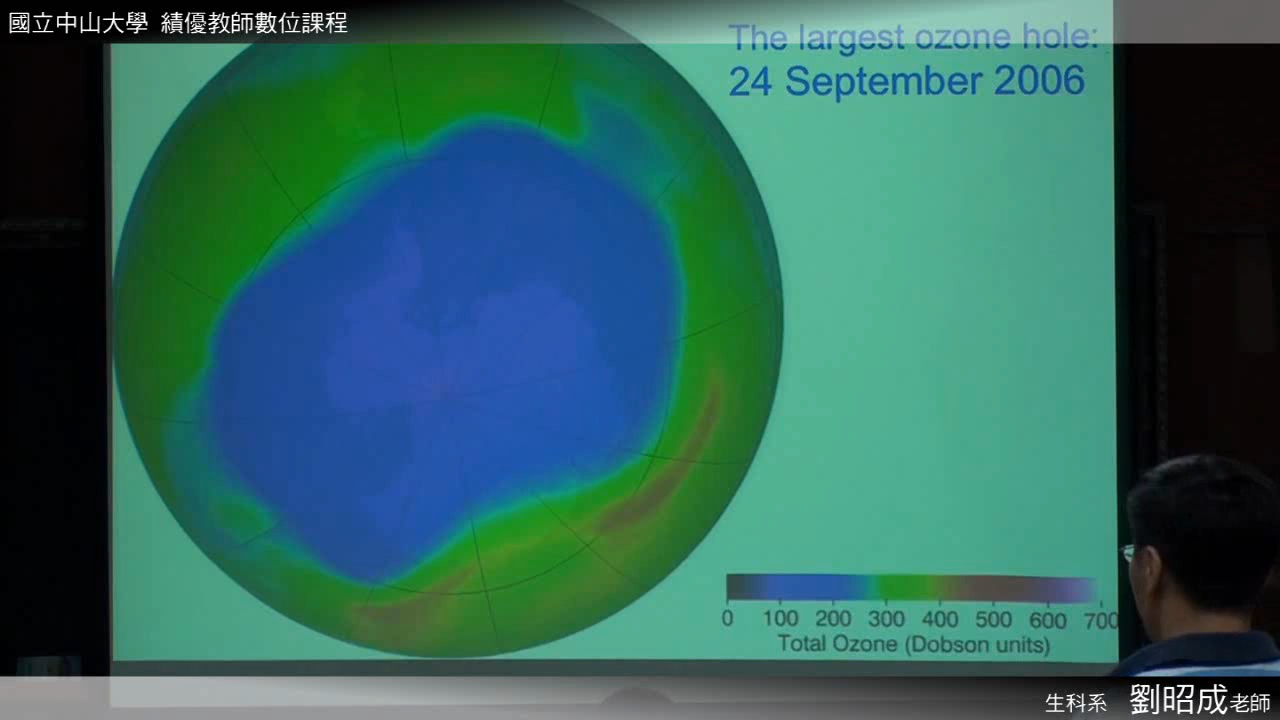 國立中山大學 績優教師數位課程
The largest ozone hole:
24 September 2006
0 100 200 300 400 500 600 700
Total Ozone (Dobson units)
生科系 劉昭成老師